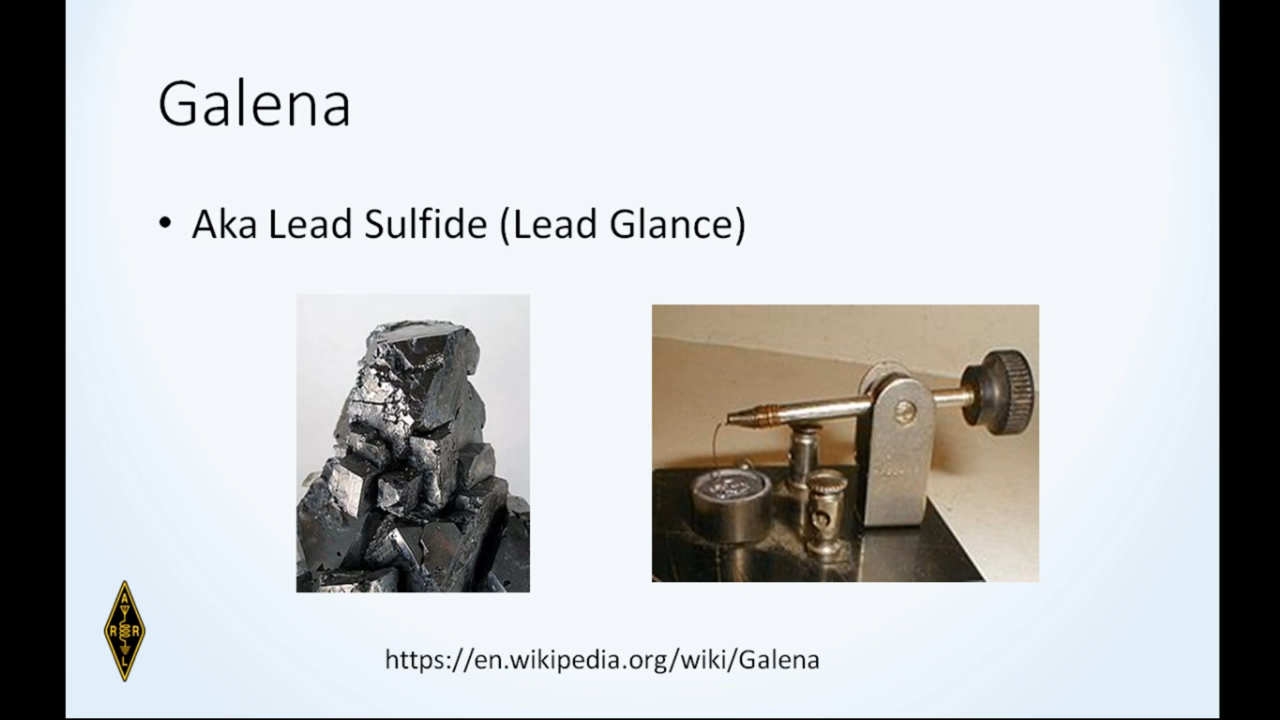 Galena
• Aka Lead Sulfide (Lead Glance)
A
R R
L
https://en.wikipedia.org/wiki/Galena